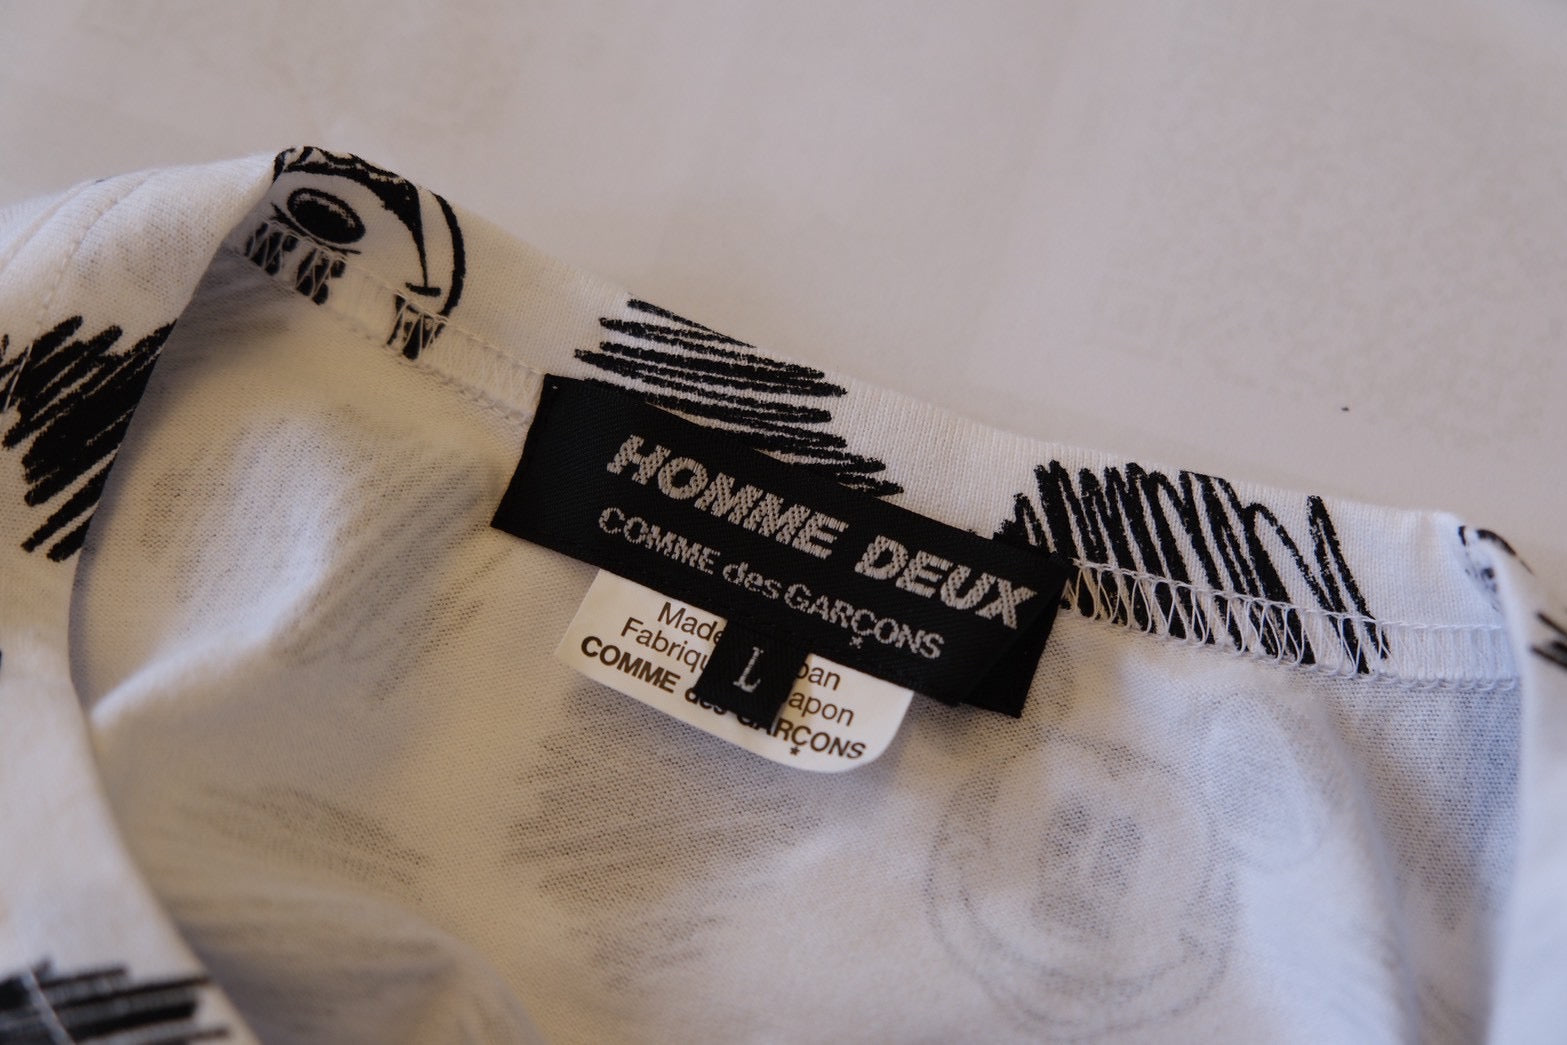 HOMME DEUX
COMME des GARÇONS
L
Made pan
Fabriqu apon
COMME des GARÇONS